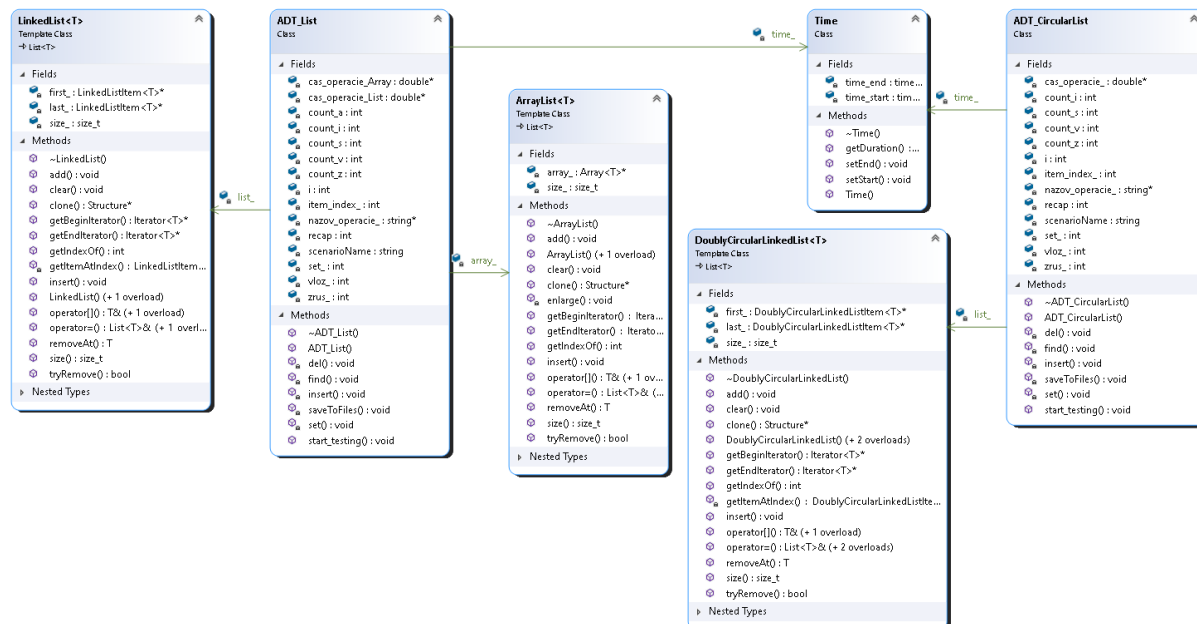 LinkedList<T>
Template Class
→ List<T>
Fields
first_ : LinkedListItem<T>*
last_ : LinkedListItem<T>*
size_ : size_t
Methods
~LinkedList()
add() : void
clear() : void
clone() : Structure*
getBeginIterator() : Iterator<T>*
getEndIterator() : Iterator<T>*
getIndexOf() : int
getItemAtIndex() : LinkedListItem...
insert() : void
LinkedList() (+ 1 overload)
operator[]() : T& (+ 1 overload)
operator=() : List<T>& (+ 1 overl...
removeAt() : T
size() : size_t
tryRemove() : bool
Nested Types
list_
ADT_List
Class
Fields
cas_operacie_Array : double*
cas_operacie_List : double*
count_a : int
count_i : int
count_s : int
count_v : int
count_z : int
i : int
item_index_ : int
nazov_operacie_ : string*
recap : int
scenarioName : string
set_ : int
vloz_ : int
zrus_ : int
Methods
~ADT_List()
ADT_List()
del() : void
find() : void
insert() : void
saveToFiles() : void
set() : void
start_testing() : void
time_
array_
ArrayList<T>
Template Class
→ List<T>
Fields
array_ : Array<T>*
size_ : size_t
Methods
~ArrayList()
add() : void
ArrayList() (+ 1 overload)
clear() : void
clone() : Structure*
enlarge() : void
getBeginIterator() : Itera...
getEndIterator() : Iterato...
getIndexOf() : int
insert() : void
operator[]() : T& (+ 1 ov...
operator=() : List<T>& (...
removeAt() : T
size() : size_t
tryRemove() : bool
Nested Types
Time
Class
Fields
time_end : time...
time_start : tim...
Methods
~Time()
getDuration() :...
setEnd() : void
setStart() : void
Time()
time_
DoublyCircularLinkedList<T>
Template Class
→ List<T>
Fields
first_ : DoublyCircularLinkedListItem<T>*
last_ : DoublyCircularLinkedListItem<T>*
size_ : size_t
Methods
~DoublyCircularLinkedList()
add() : void
clear() : void
clone() : Structure*
DoublyCircularLinkedList() (+ 2 overloads)
getBeginIterator() : Iterator<T>*
getEndIterator() : Iterator<T>*
getIndexOf() : int
getItemAtIndex() : DoublyCircularLinkedListIte...
insert() : void
operator[]() : T& (+ 1 overload)
operator=() : List<T>& (+ 2 overloads)
removeAt() : T
size() : size_t
tryRemove() : bool
Nested Types
list_
ADT_CircularList
Class
Fields
cas_operacie_ : double*
count_i : int
count_s : int
count_v : int
count_z : int
i : int
item_index_ : int
nazov_operacie_ : string*
recap : int
scenarioName : string
set_ : int
vloz_ : int
zrus_ : int
Methods
~ADT_CircularList()
ADT_CircularList()
del() : void
find() : void
insert() : void
saveToFiles() : void
set() : void
start_testing() : void